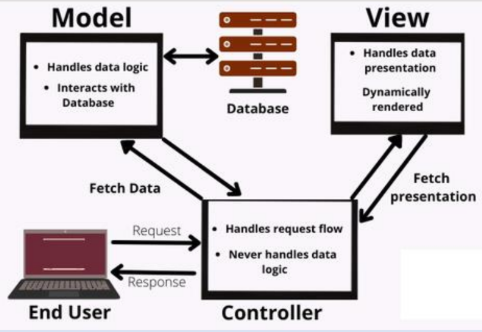 Model
View
• Handles data logic
• Interacts with
Database
Database
• Handles data
presentation
Dynamically
rendered
Fetch Data
Fetch
presentation
Request
Response
• Handles request flow
• Never handles data
logic
End User
Controller